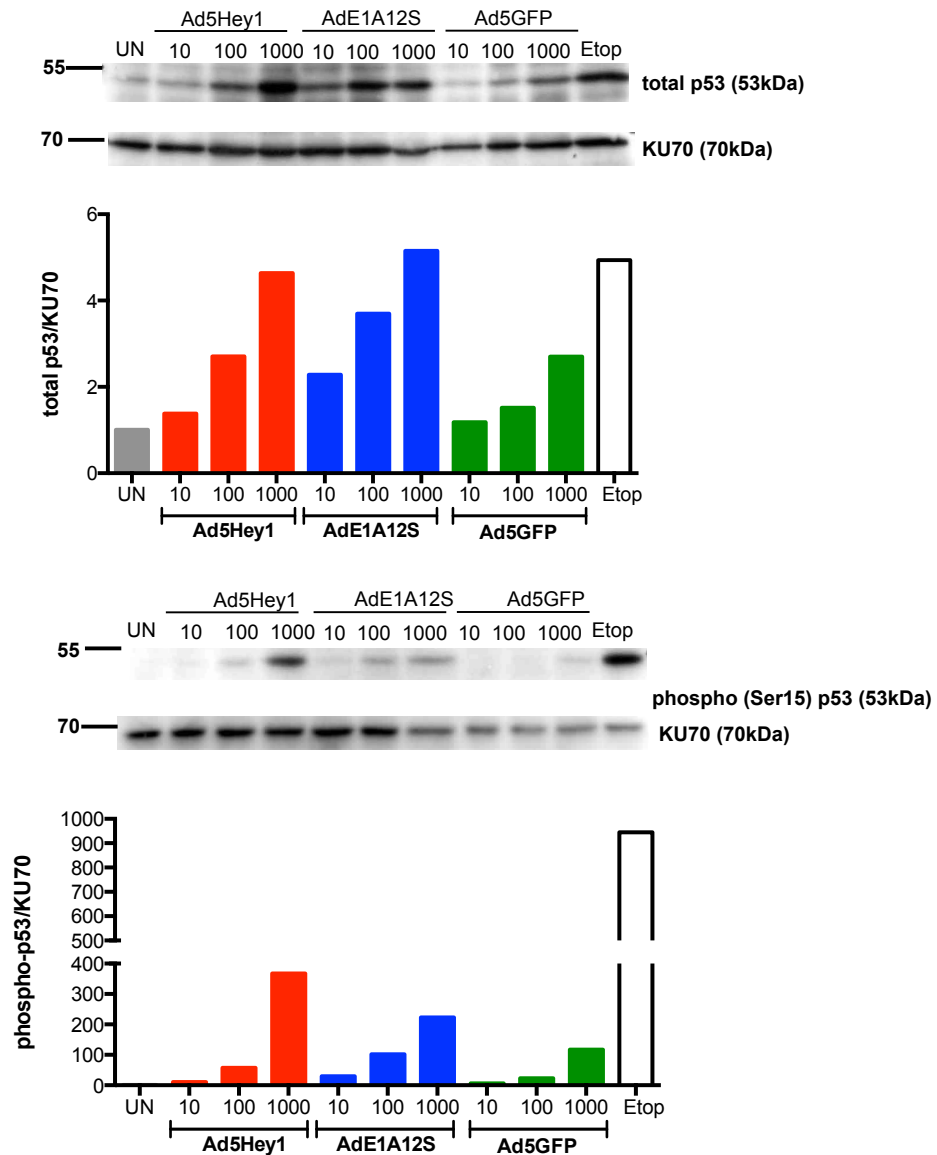 Ad5Hey1 AdE1A12S Ad5GFP
UN 10 100 1000 10 100 1000 10 100 1000 Etop
55
total p53 (53kDa)
70
KU70 (70kDa)
total p53/KU70
6
4
2
0
UN 10 100 1000 10 100 1000 10 100 1000 Etop
Ad5Hey1 AdE1A12S Ad5GFP
Ad5Hey1 AdE1A12S Ad5GFP
UN 10 100 1000 10 100 1000 10 100 1000 Etop
55
phospho (Ser15) p53 (53kDa)
70
KU70 (70kDa)
phospho-p53/KU70
1000
900
800
700
600
500
400
300
200
100
0
UN 10 100 1000 10 100 1000 10 100 1000 Etop
Ad5Hey1 AdE1A12S Ad5GFP